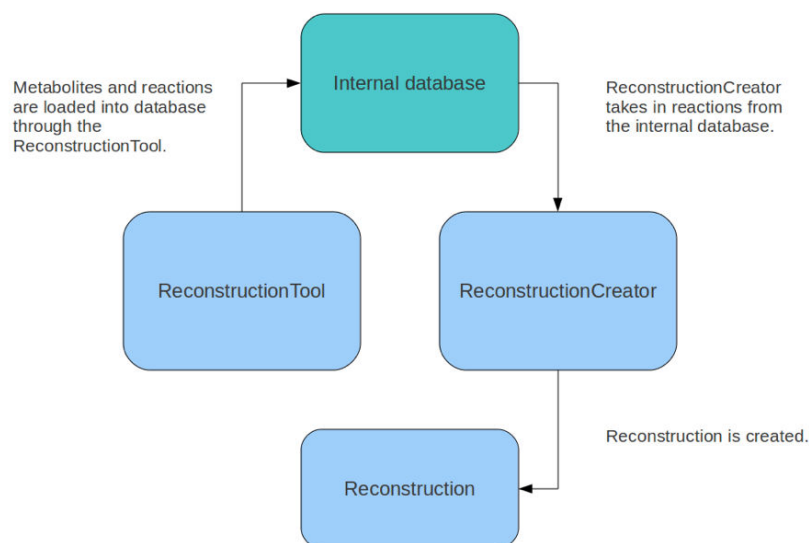 Internal database
Metabolites and reactions
are loaded into database
through the
ReconstructionTool.
ReconstructionCreator
takes in reactions from
the internal database.
ReconstructionTool
ReconstructionCreator
Reconstruction is created.
Reconstruction